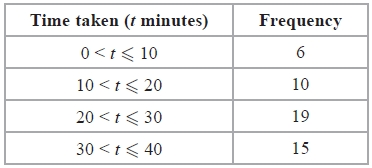 Time taken (t minutes) Frequency
0 < t ⩽ 10 6
10 < t ⩽ 20 10
20 < t ⩽ 30 19
30 < t ⩽ 40 15